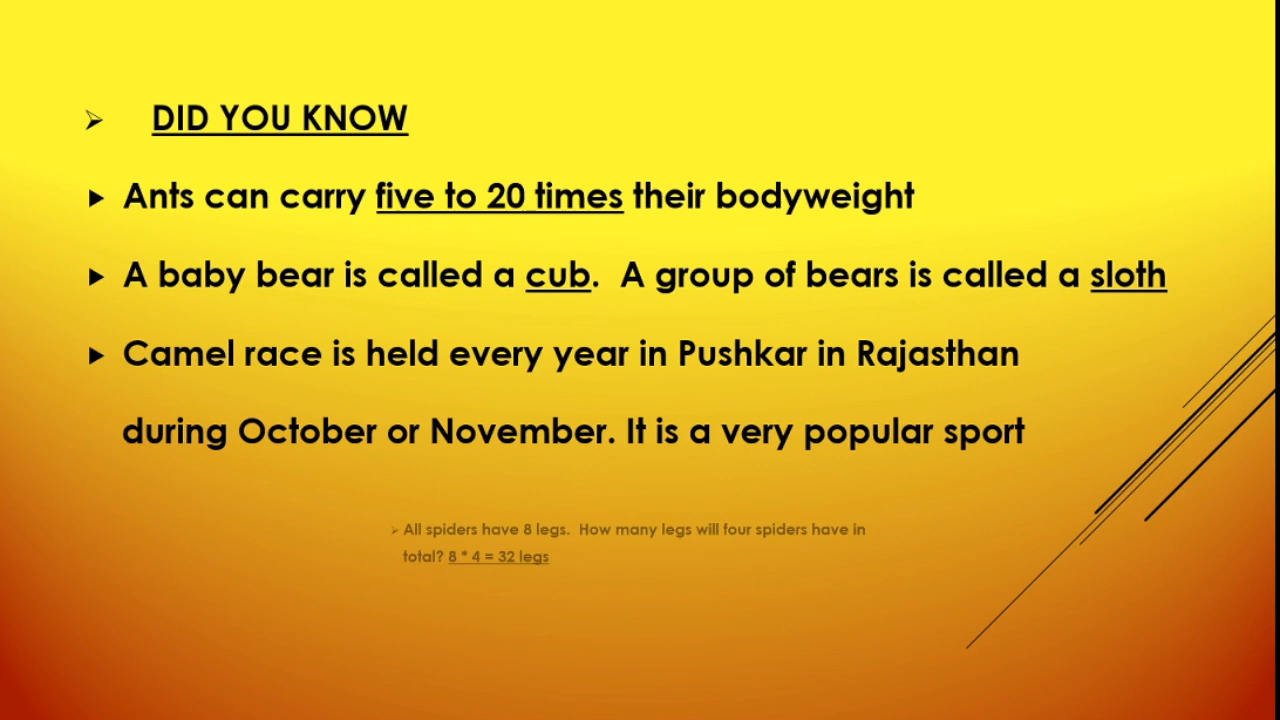 DID YOU KNOW
Ants can carry five to 20 times their bodyweight
A baby bear is called a cub.  A group of bears is called a sloth
Camel race is held every year in Pushkar in Rajasthan
during October or November. It is a very popular sport
All spiders have 8 legs.  How many legs will four spiders have in
total? 8 * 4 = 32 legs